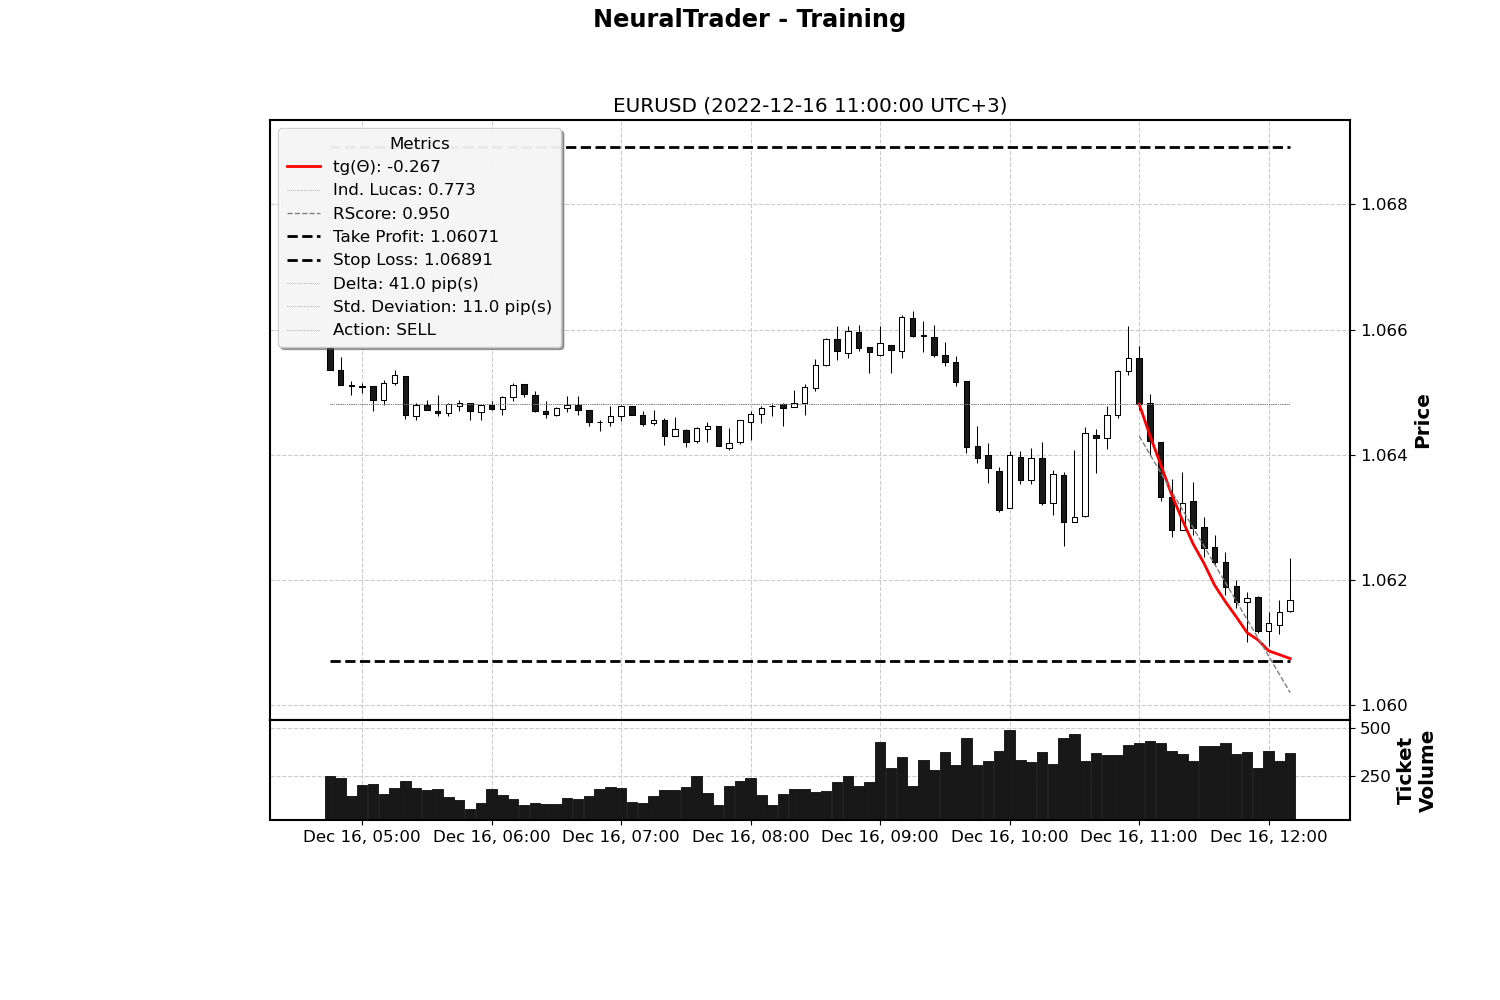 NeuralTrader - Training
EURUSD (2022-12-16 11:00:00 UTC+3)
Metrics
tg(Θ): -0.267
Ind. Lucas: 0.773
RScore: 0.950
Take Profit: 1.06071
Stop Loss: 1.06891
Delta: 41.0 pip(s)
Std. Deviation: 11.0 pip(s)
Action: SELL
1.068
1.066
1.064
1.062
1.060
Price
500
250
Ticket
Volume
Dec 16, 05:00
Dec 16, 06:00
Dec 16, 07:00
Dec 16, 08:00
Dec 16, 09:00
Dec 16, 10:00
Dec 16, 11:00
Dec 16, 12:00